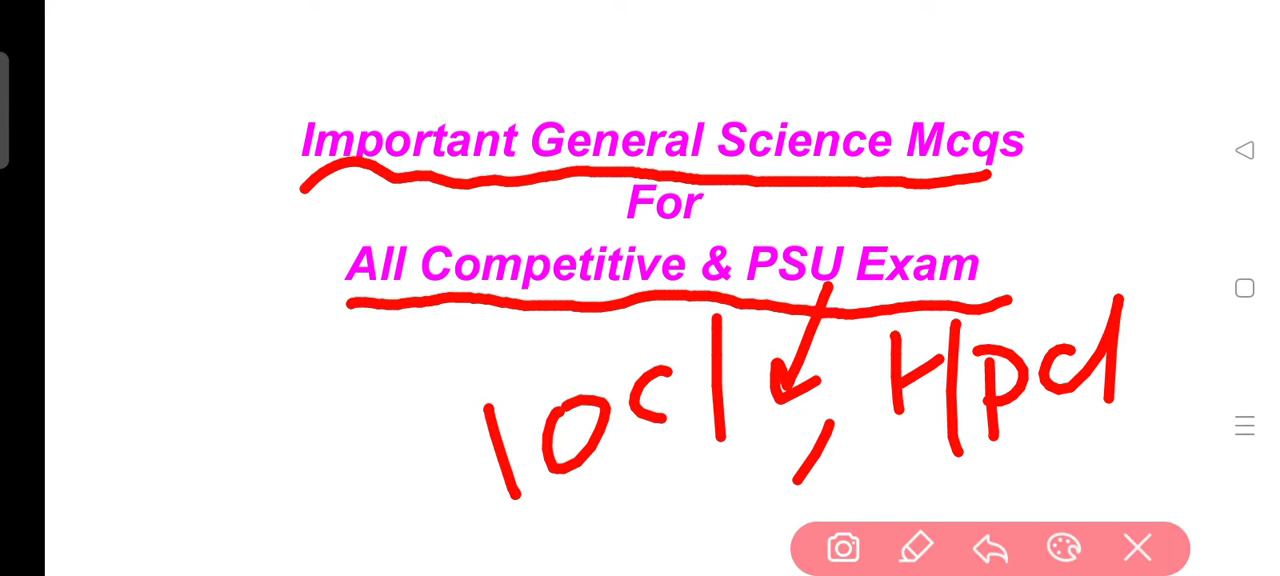 Important General Science Mcqs
For
All Competitive & PSU Exam
IOCl, HpCl